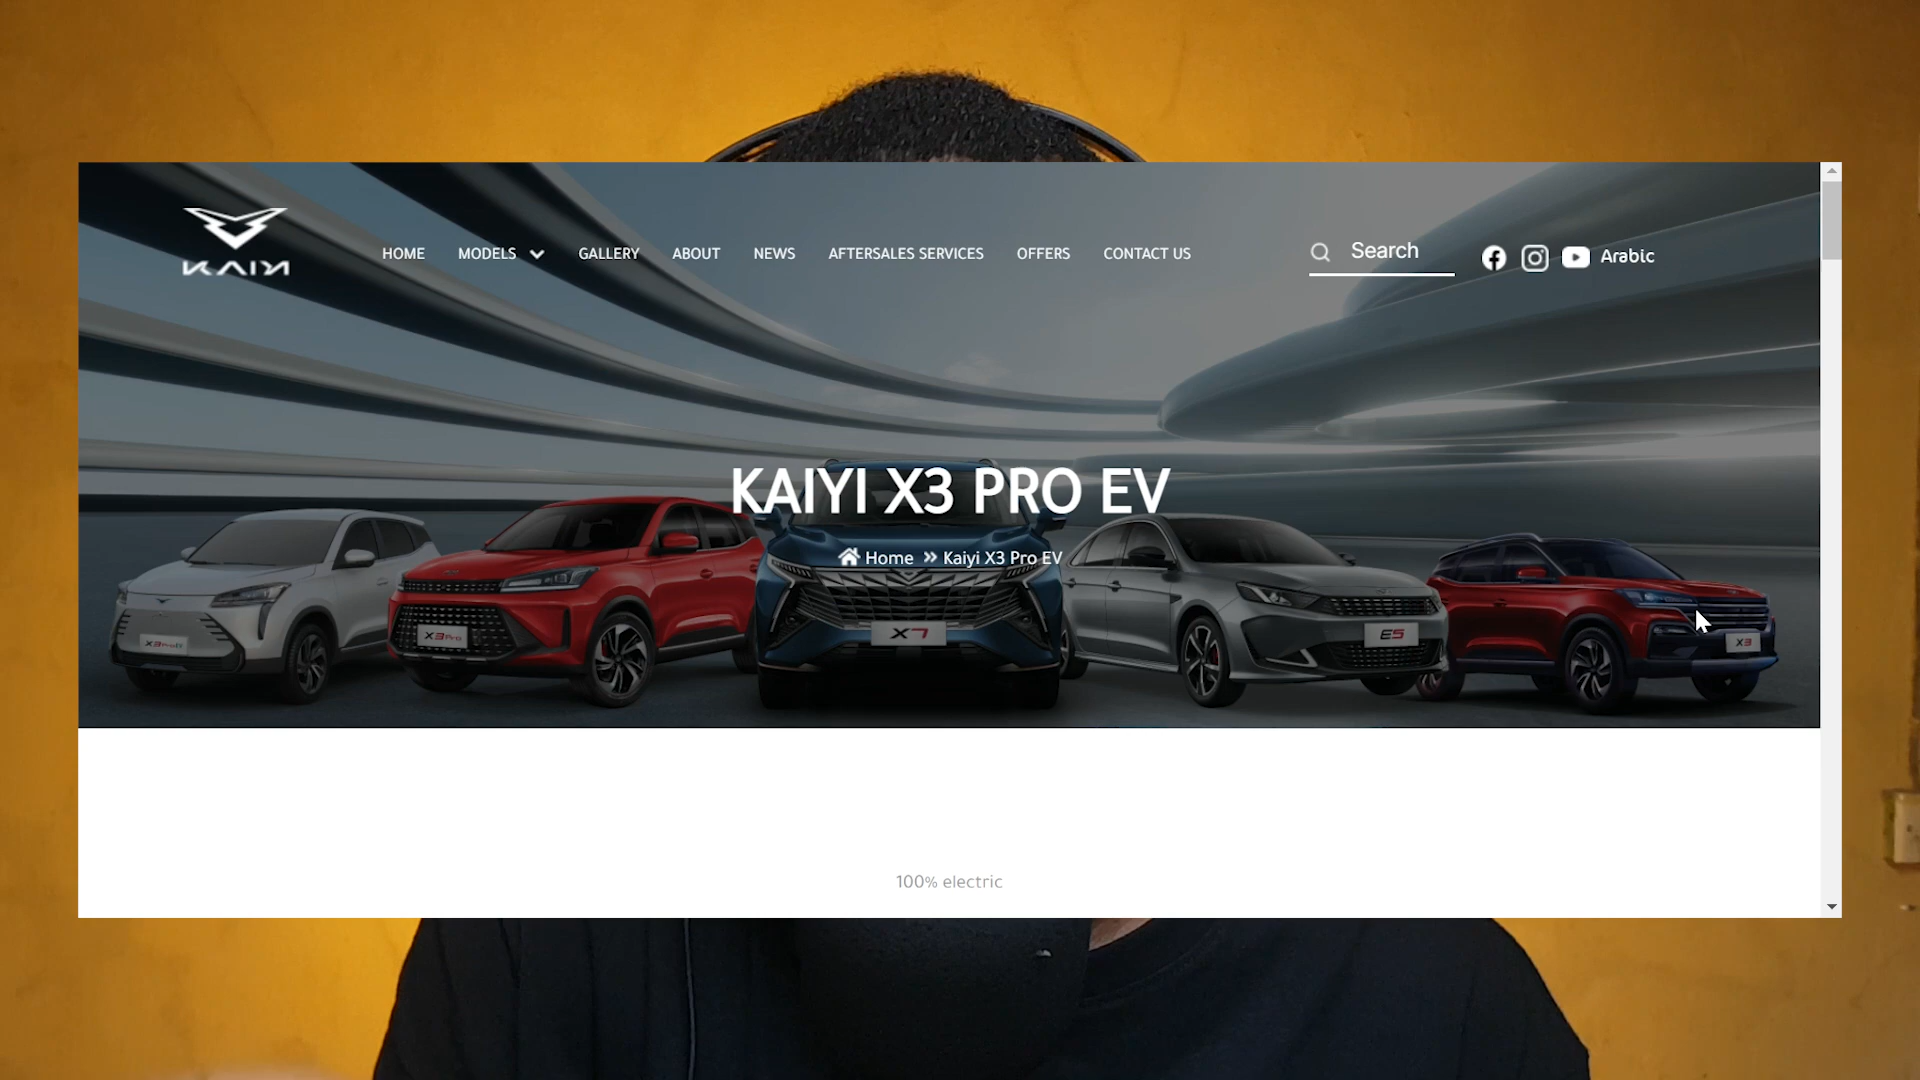 KAIYI
HOME MODELS GALLERY ABOUT NEWS AFTERSALES SERVICES OFFERS CONTACT US
Search
Arabic
KAIYI X3 PRO EV
Home » Kaiyi X3 Pro EV
X3Pro
X7
E5
X3
100% electric